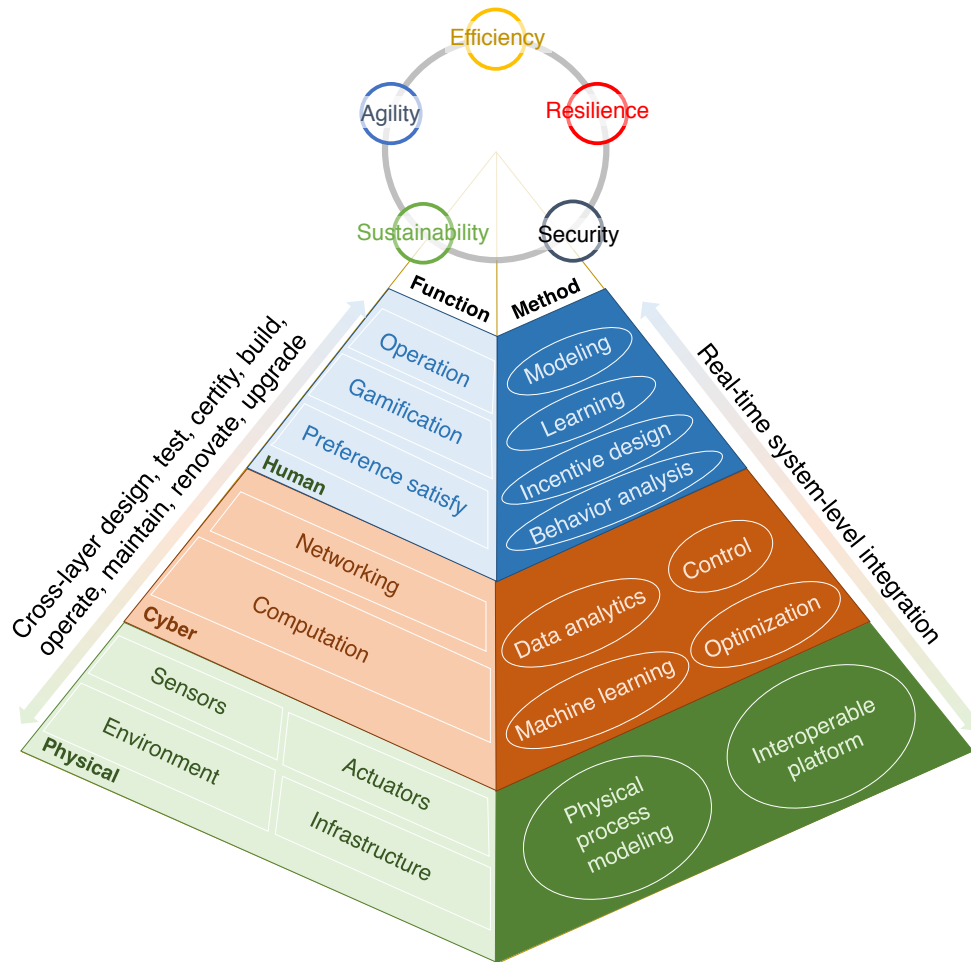 Efficiency
Agility
Resilience
Sustainability
Security
Function
Method
Cross-layer design, test, certify, build,
operate, maintain, renovate, upgrade
Real-time system-level integration
Operation
Gamification
Preference satisfy
Human
Modeling
Learning
Incentive design
Behavior analysis
Networking
Computation
Cyber
Control
Data analytics
Optimization
Machine learning
Sensors
Environment
Actuators
Infrastructure
Physical
Interoperable
platform
Physical
process
modeling